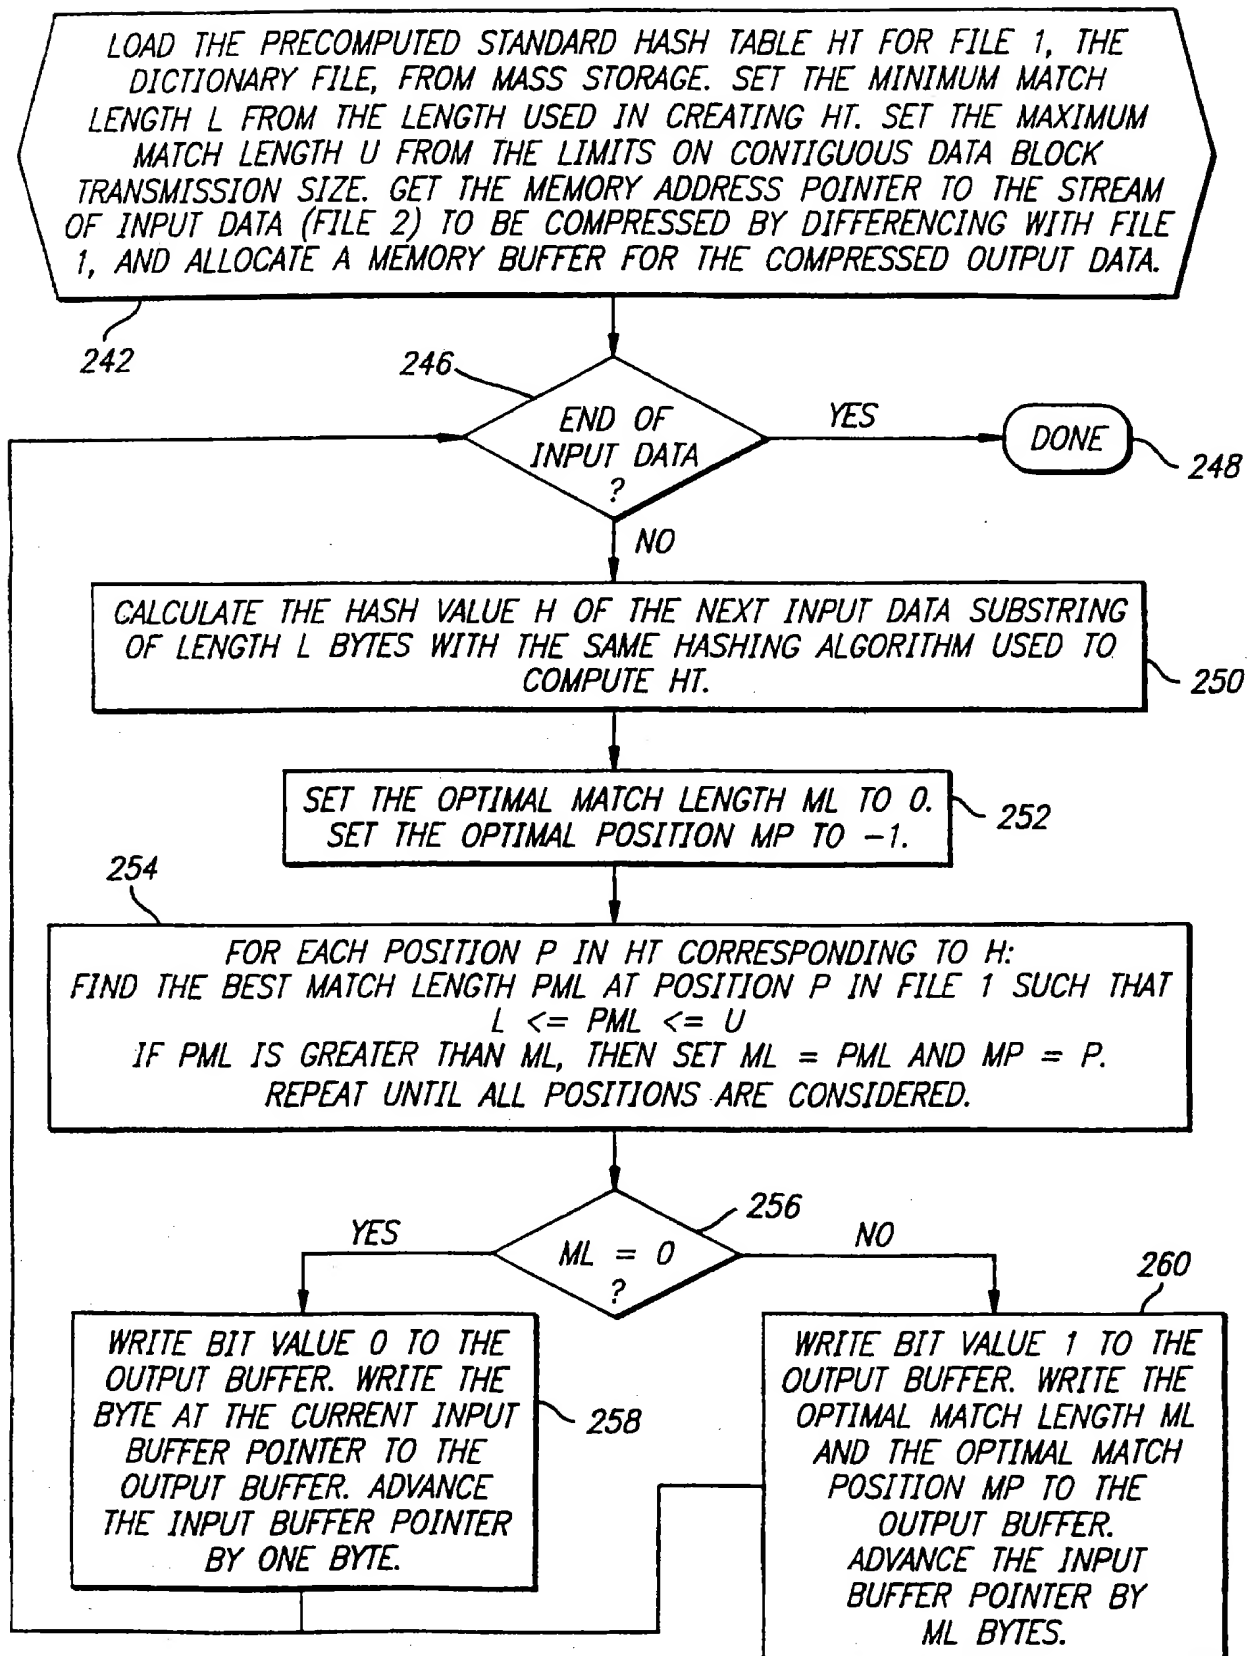 LOAD THE PRECOMPUTED STANDARD HASH TABLE HT FOR FILE 1, THE
DICTIONARY FILE, FROM MASS STORAGE. SET THE MINIMUM MATCH
LENGTH L FROM THE LENGTH USED IN CREATING HT. SET THE MAXIMUM
MATCH LENGTH U FROM THE LIMITS ON CONTIGUOUS DATA BLOCK
TRANSMISSION SIZE. GET THE MEMORY ADDRESS POINTER TO THE STREAM
OF INPUT DATA (FILE 2) TO BE COMPRESSED BY DIFFERENCING WITH FILE
1, AND ALLOCATE A MEMORY BUFFER FOR THE COMPRESSED OUTPUT DATA.
242
246
END OF
INPUT DATA
?
YES
DONE
248
NO
CALCULATE THE HASH VALUE H OF THE NEXT INPUT DATA SUBSTRING
OF LENGTH L BYTES WITH THE SAME HASHING ALGORITHM USED TO
COMPUTE HT.
250
SET THE OPTIMAL MATCH LENGTH ML TO 0.
SET THE OPTIMAL POSITION MP TO -1.
252
254
FOR EACH POSITION P IN HT CORRESPONDING TO H:
FIND THE BEST MATCH LENGTH PML AT POSITION P IN FILE 1 SUCH THAT
L <= PML <= U
IF PML IS GREATER THAN ML, THEN SET ML = PML AND MP = P.
REPEAT UNTIL ALL POSITIONS ARE CONSIDERED.
256
YES
ML = 0
?
NO
WRITE BIT VALUE 0 TO THE
OUTPUT BUFFER. WRITE THE
BYTE AT THE CURRENT INPUT
BUFFER POINTER TO THE
OUTPUT BUFFER. ADVANCE
THE INPUT BUFFER POINTER
BY ONE BYTE.
258
260
WRITE BIT VALUE 1 TO THE
OUTPUT BUFFER. WRITE THE
OPTIMAL MATCH LENGTH ML
AND THE OPTIMAL MATCH
POSITION MP TO THE
OUTPUT BUFFER.
ADVANCE THE INPUT
BUFFER POINTER BY
ML BYTES.